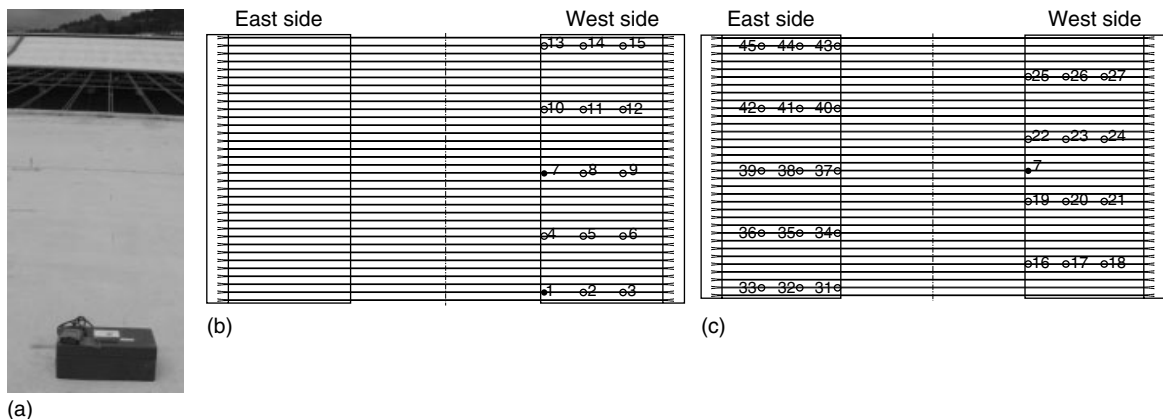 East side
West side
13 14 15
10 11 12
7 8 9
4 5 6
1 2 3
(b)
East side
West side
45 44 43
25 26 27
42 41 40
22 23 24
39 38 37
7
19 20 21
36 35 34
16 17 18
33 32 31
(c)
(a)